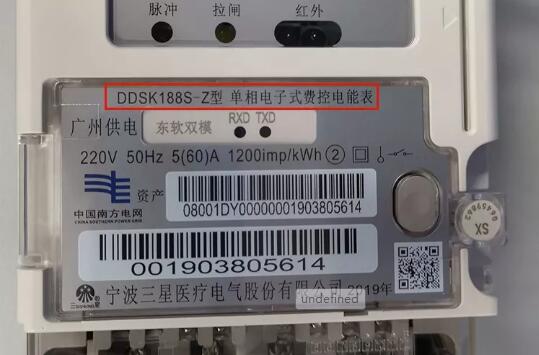 脉冲 拉闸 红外
DDSK188S-Z型 单相电子式费控电能表
广州供电 东软双模 RXD TXD
220V 50Hz 5(60)A 1200imp/kWh ②
资产
08001DY00000001903805614
中国南方电网
CHINA SOUTHERN POWER GRID
001903805614
宁波三星医疗电气股份有限公司 2019年
undefined
SX